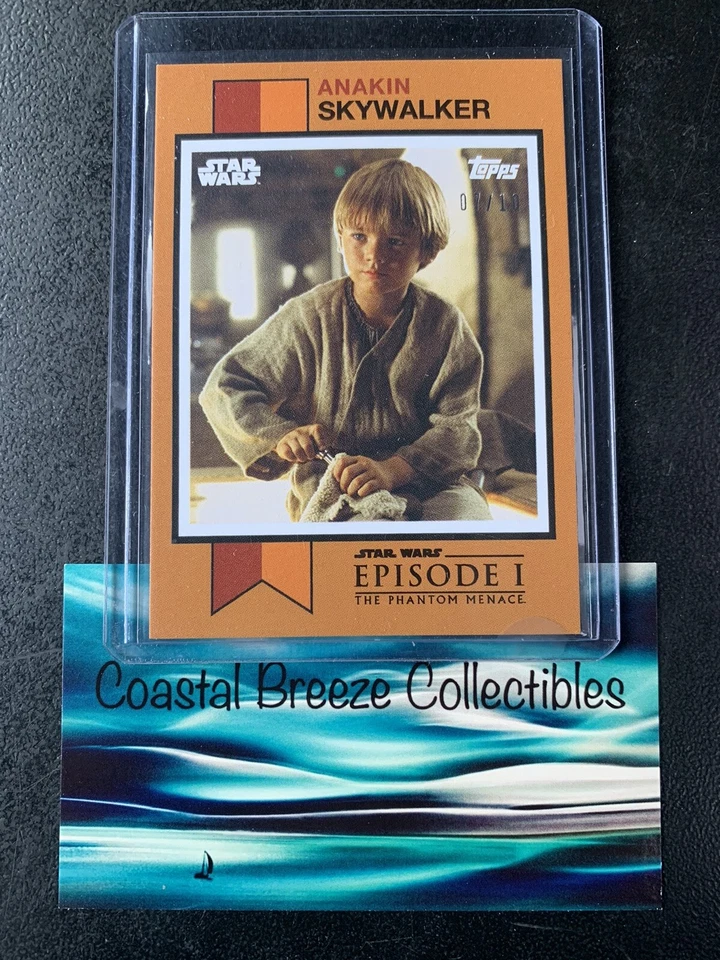 ANAKIN
SKYWALKER
STAR
WARS
Topps
STAR WARS
EPISODE I
THE PHANTOM MENACE
Coastal Breeze Collectibles